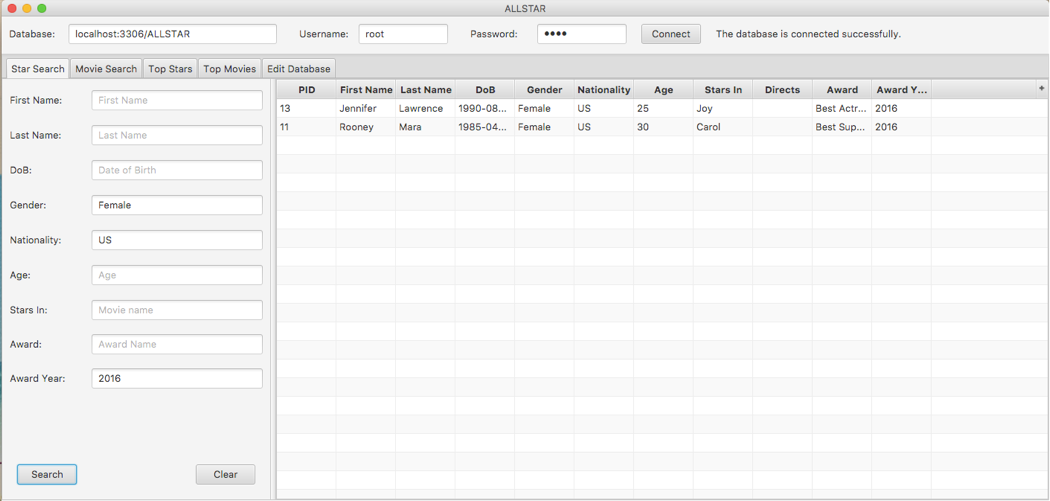 ALLSTAR
Database: localhost:3306/ALLSTAR Username: root Password: •••• Connect The database is connected successfully.
Star Search Movie Search Top Stars Top Movies Edit Database
First Name: First Name
Last Name: Last Name
DoB: Date of Birth
Gender: Female
Nationality: US
Age: Age
Stars In: Movie name
Award: Award Name
Award Year: 2016
Search Clear
PID First Name Last Name DoB Gender Nationality Age Stars In Directs Award Award Y... +
13 Jennifer Lawrence 1990-08... Female US 25 Joy Best Actr... 2016
11 Rooney Mara 1985-04... Female US 30 Carol Best Sup... 2016